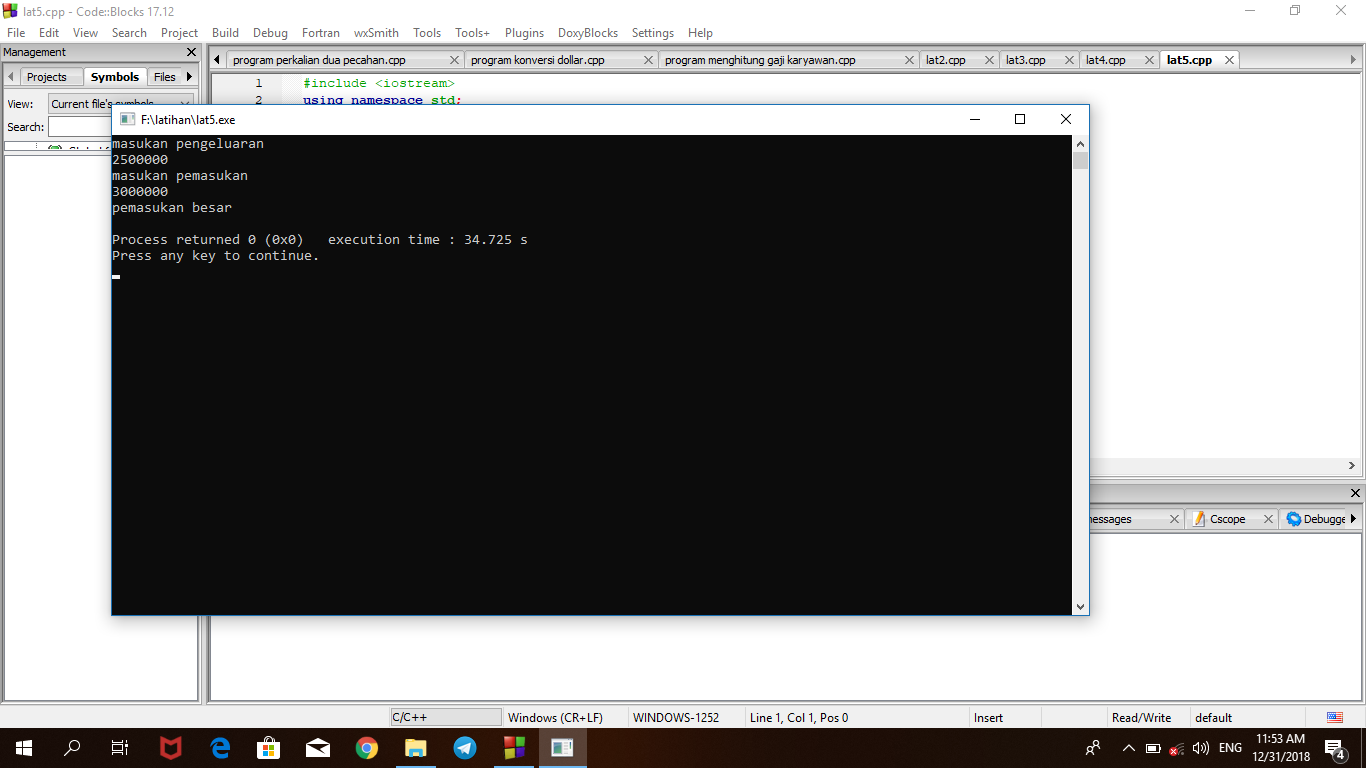 lat5.cpp - Code::Blocks 17.12
File Edit View Search Project Build Debug Fortran wxSmith Tools Tools+ Plugins DoxyBlocks Settings Help
Management
Projects Symbols Files
View: Current file's symbols
Search:
program perkalian dua pecahan.cpp program konversi dollar.cpp program menghitung gaji karyawan.cpp lat2.cpp lat3.cpp lat4.cpp lat5.cpp
1 #include <iostream>
2 using namespace std;
F:\latihan\lat5.exe
masukan pengeluaran
2500000
masukan pemasukan
3000000
pemasukan besar
Process returned 0 (0x0) execution time : 34.725 s
Press any key to continue.
messages Cscope Debugge
C/C++ Windows (CR+LF) WINDOWS-1252 Line 1, Col 1, Pos 0 Insert Read/Write default
ENG
11:53 AM
12/31/2018
4